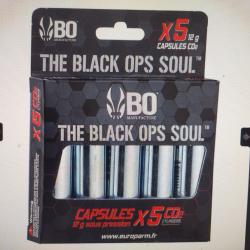 BO
MANUFACTURE
X5 12g
CAPSULES CO2
THE BLACK OPS SOUL™
BO
MANUFACTURE
THE BLACK OPS SOUL™
CAPSULES X5 CO2
12g sous pression
CYLINDERS
www.europarm.fr